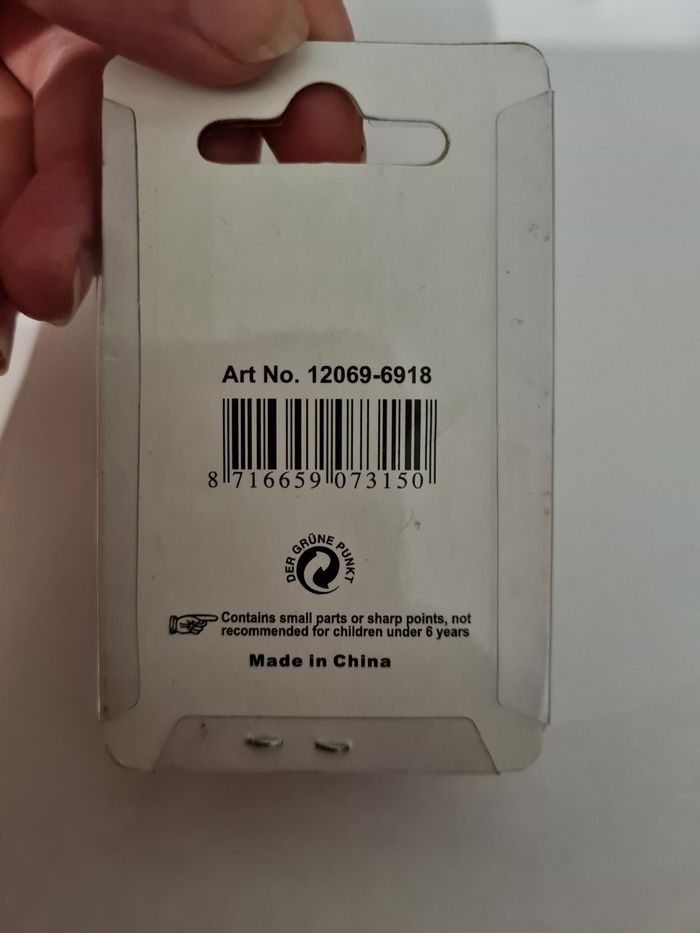 Art No. 12069-6918
8 716659 073150
DER GRÜNE PUNKT
Contains small parts or sharp points, not
recommended for children under 6 years
Made in China